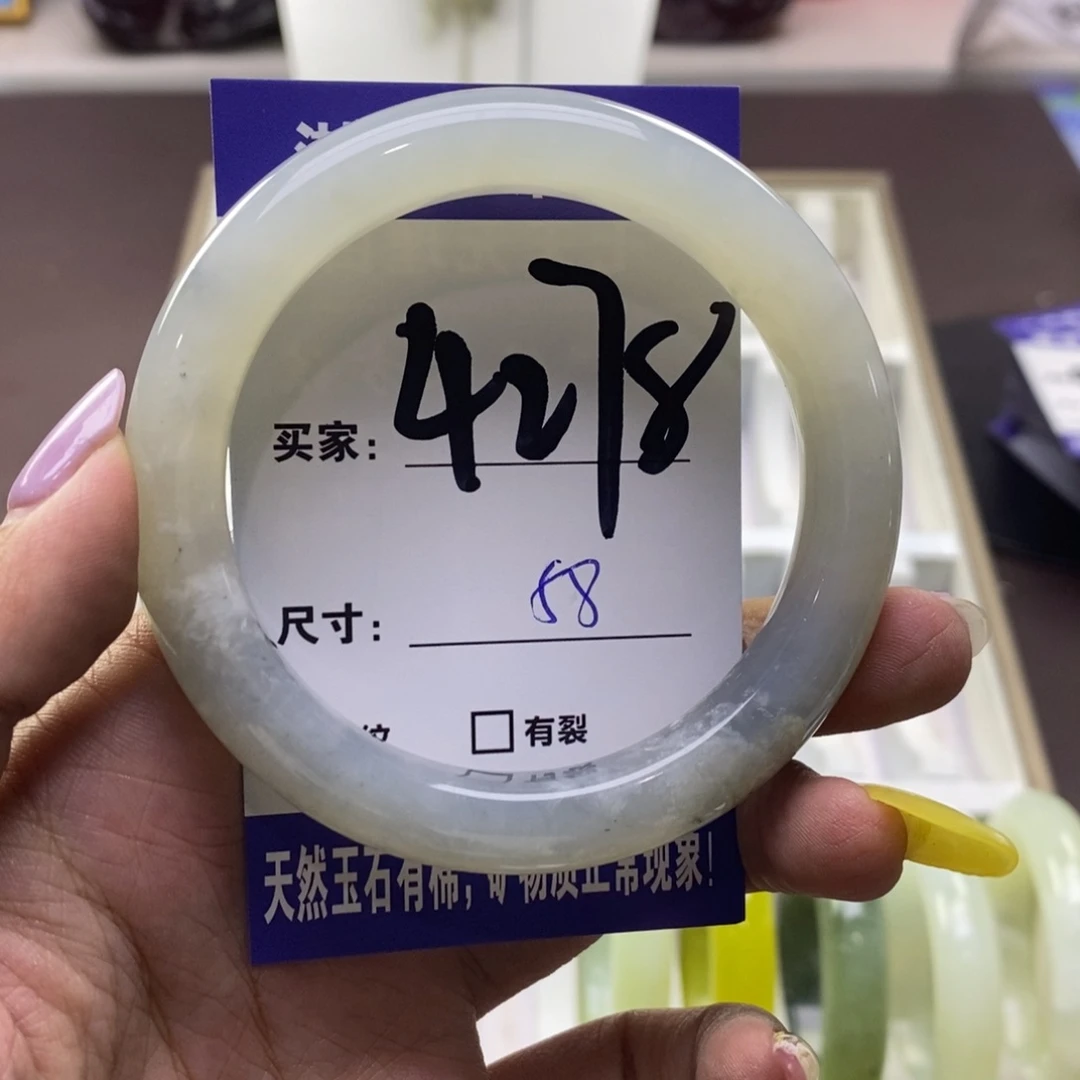 买家: 4278
尺寸: 58
纹 □有裂
天然玉石有棉, 矿物质正常现象!